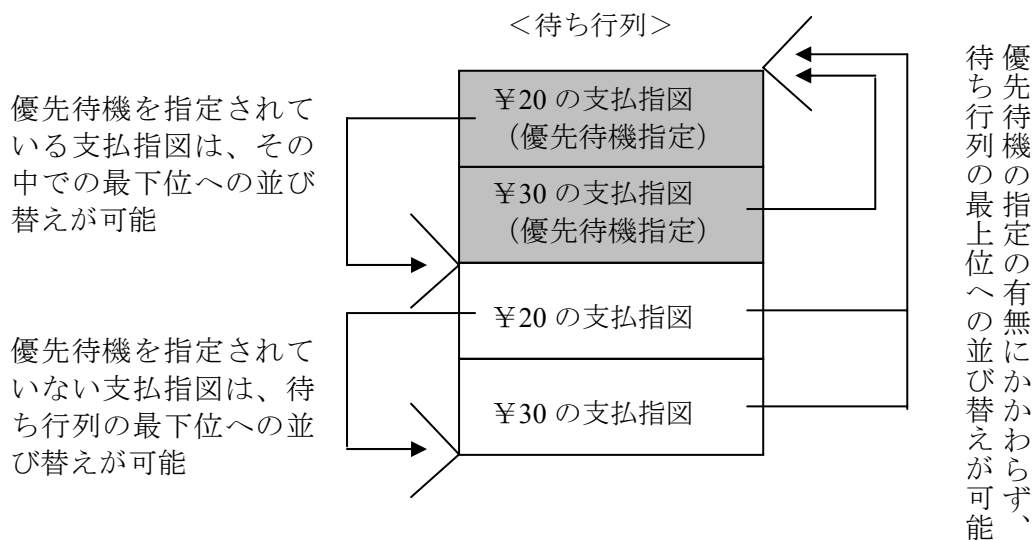 <待ち行列>
優先待機を指定されて
いる支払指図は、その
中での最下位への並び
替えが可能
優先待機を指定されて
いない支払指図は、待
ち行列の最下位への並
び替えが可能
¥20 の支払指図
(優先待機指定)
¥30 の支払指図
(優先待機指定)
¥20 の支払指図
¥30 の支払指図
優先待機の指定の有無にかかわらず、
待ち行列の最上位への並び替えが可能